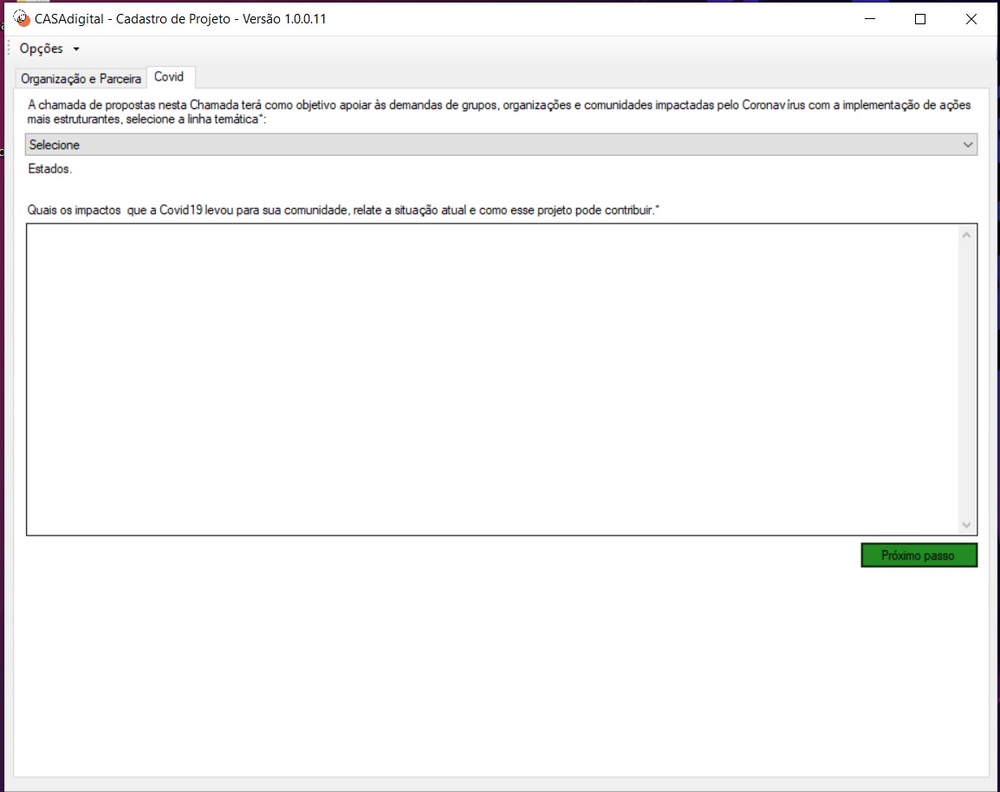 CASAdigital - Cadastro de Projeto - Versão 1.0.0.11
Opções
Organização e Parceira
Covid
A chamada de propostas nesta Chamada terá como objetivo apoiar às demandas de grupos, organizações e comunidades impactadas pelo Coronavírus com a implementação de ações
mais estruturantes, selecione a linha temática*:
Selecione
Estados.
Quais os impactos  que a Covid19 levou para sua comunidade, relate a situação atual e como esse projeto pode contribuir.*
Próximo passo